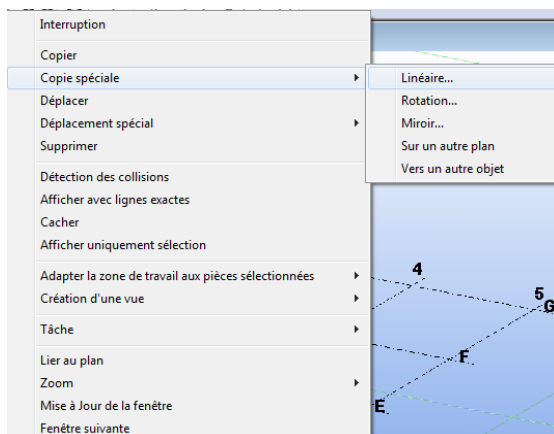 Interruption
Copier
Copie spéciale
Linéaire...
Déplacer
Rotation...
Déplacement spécial
Miroir...
Supprimer
Sur un autre plan
Vers un autre objet
Détection des collisions
Afficher avec lignes exactes
Cacher
Afficher uniquement sélection
Adapter la zone de travail aux pièces sélectionnées
4
Création d'une vue
5
G
Tâche
F
Lier au plan
Zoom
E
Mise à Jour de la fenêtre
Fenêtre suivante